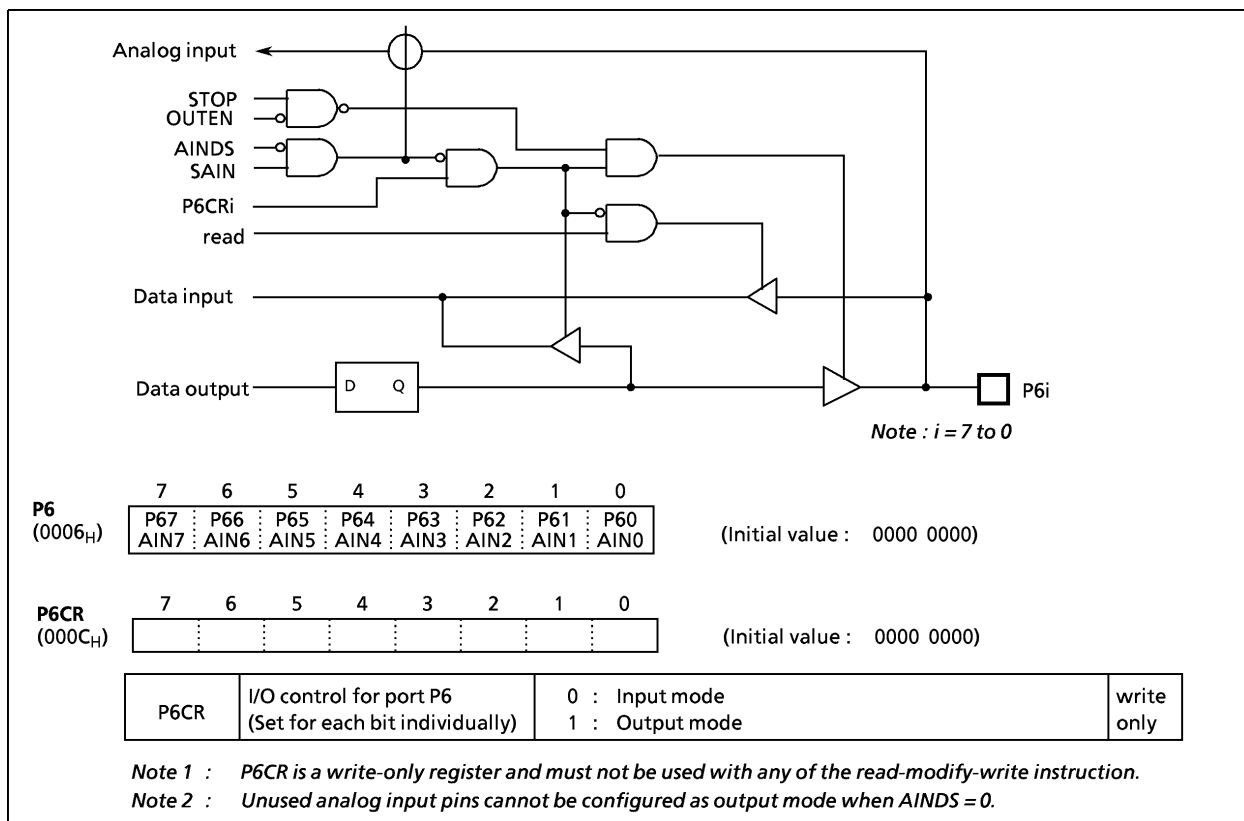 Analog input
STOP
OUTEN
AINDS
SAIN
P6CRi
read
Data input
Data output
D Q
P6i
Note : i = 7 to 0
7 6 5 4 3 2 1 0
P6
(0006H)
P67 P66 P65 P64 P63 P62 P61 P60
AIN7 AIN6 AIN5 AIN4 AIN3 AIN2 AIN1 AIN0
(Initial value : 0000 0000)
7 6 5 4 3 2 1 0
P6CR
(000CH)
(Initial value : 0000 0000)
P6CR
I/O control for port P6
(Set for each bit individually)
0 : Input mode
1 : Output mode
write
only
Note 1 : P6CR is a write-only register and must not be used with any of the read-modify-write instruction.
Note 2 : Unused analog input pins cannot be configured as output mode when AINDS = 0.